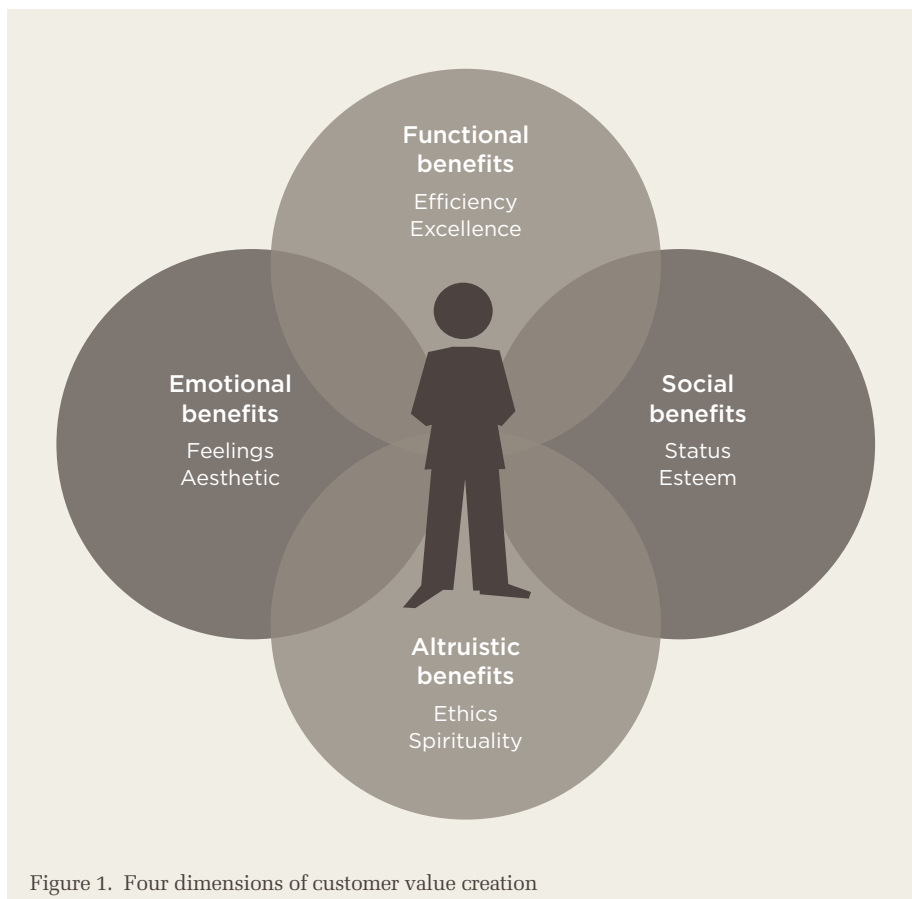 Functional
benefits
Efficiency
Excellence
Emotional
benefits
Feelings
Aesthetic
Social
benefits
Status
Esteem
Altruistic
benefits
Ethics
Spirituality
Figure 1. Four dimensions of customer value creation